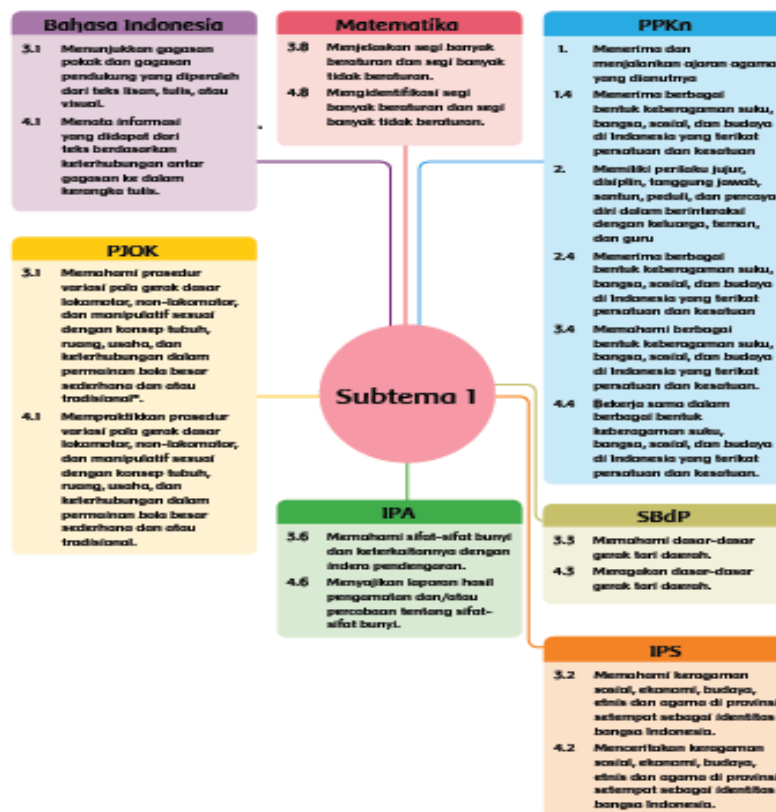 Bahasa Indonesia
3.1 Menunjukkan gagasan
pokok dan gagasan
pendukung yang diperoleh
dari teks lisan, tulis, atau
visual.
4.1 Menata informasi
yang didapat dari
teks berdasarkan
keterhubungan antar
gagasan ke dalam
kerangka tulis.
Matematika
3.8 Menjelaskan segi banyak
beraturan dan segi banyak
tidak beraturan.
4.8 Mengidentifikasi segi
banyak beraturan dan segi
banyak tidak beraturan.
PPKn
1. Menerima dan
menjalankan ajaran agama
yang dianutnya
1.4 Menerima berbagai
bentuk keberagaman suku,
bangsa, sosial, dan budaya
di Indonesia yang terikat
persatuan dan kesatuan
2. Memiliki perilaku jujur,
disiplin, tanggung jawab,
santun, peduli, dan percaya
diri dalam berinteraksi
dengan keluarga, teman,
dan guru
2.4 Menerima berbagai
bentuk keberagaman suku,
bangsa, sosial, dan budaya
di Indonesia yang terikat
persatuan dan kesatuan
3.4 Memahami berbagai
bentuk keberagaman suku,
bangsa, sosial, dan budaya
di Indonesia yang terikat
persatuan dan kesatuan.
4.4 Bekerja sama dalam
berbagai bentuk
keberagaman suku,
bangsa, sosial, dan budaya
di Indonesia yang terikat
persatuan dan kesatuan.
PJOK
3.1 Memahami prosedur
variasi pola gerak dasar
lokomotor, non-lokomotor,
dan manipulatif sesuai
dengan konsep tubuh,
ruang, usaha, dan
keterhubungan dalam
permainan bola besar
sederhana dan atau
tradisional*.
4.1 Mempraktikkan prosedur
variasi pola gerak dasar
lokomotor, non-lokomotor,
dan manipulatif sesuai
dengan konsep tubuh,
ruang, usaha, dan
keterhubungan dalam
permainan bola besar
sederhana dan atau
tradisional.
Subtema 1
IPA
3.6 Memahami sifat-sifat bunyi
dan keterkaitannya dengan
indera pendengaran.
4.6 Menyajikan laporan hasil
pengamatan dan/atau
percobaan tentang sifat-
sifat bunyi.
SBdP
3.3 Memahami dasar-dasar
gerak tari daerah.
4.3 Meragakan dasar-dasar
gerak tari daerah.
IPS
3.2 Memahami keragaman
sosial, ekonomi, budaya,
etnis dan agama di provinsi
setempat sebagai identitas
bangsa Indonesia.
4.2 Menceritakan keragaman
sosial, ekonomi, budaya,
etnis dan agama di provinsi
setempat sebagai identitas
bangsa Indonesia.